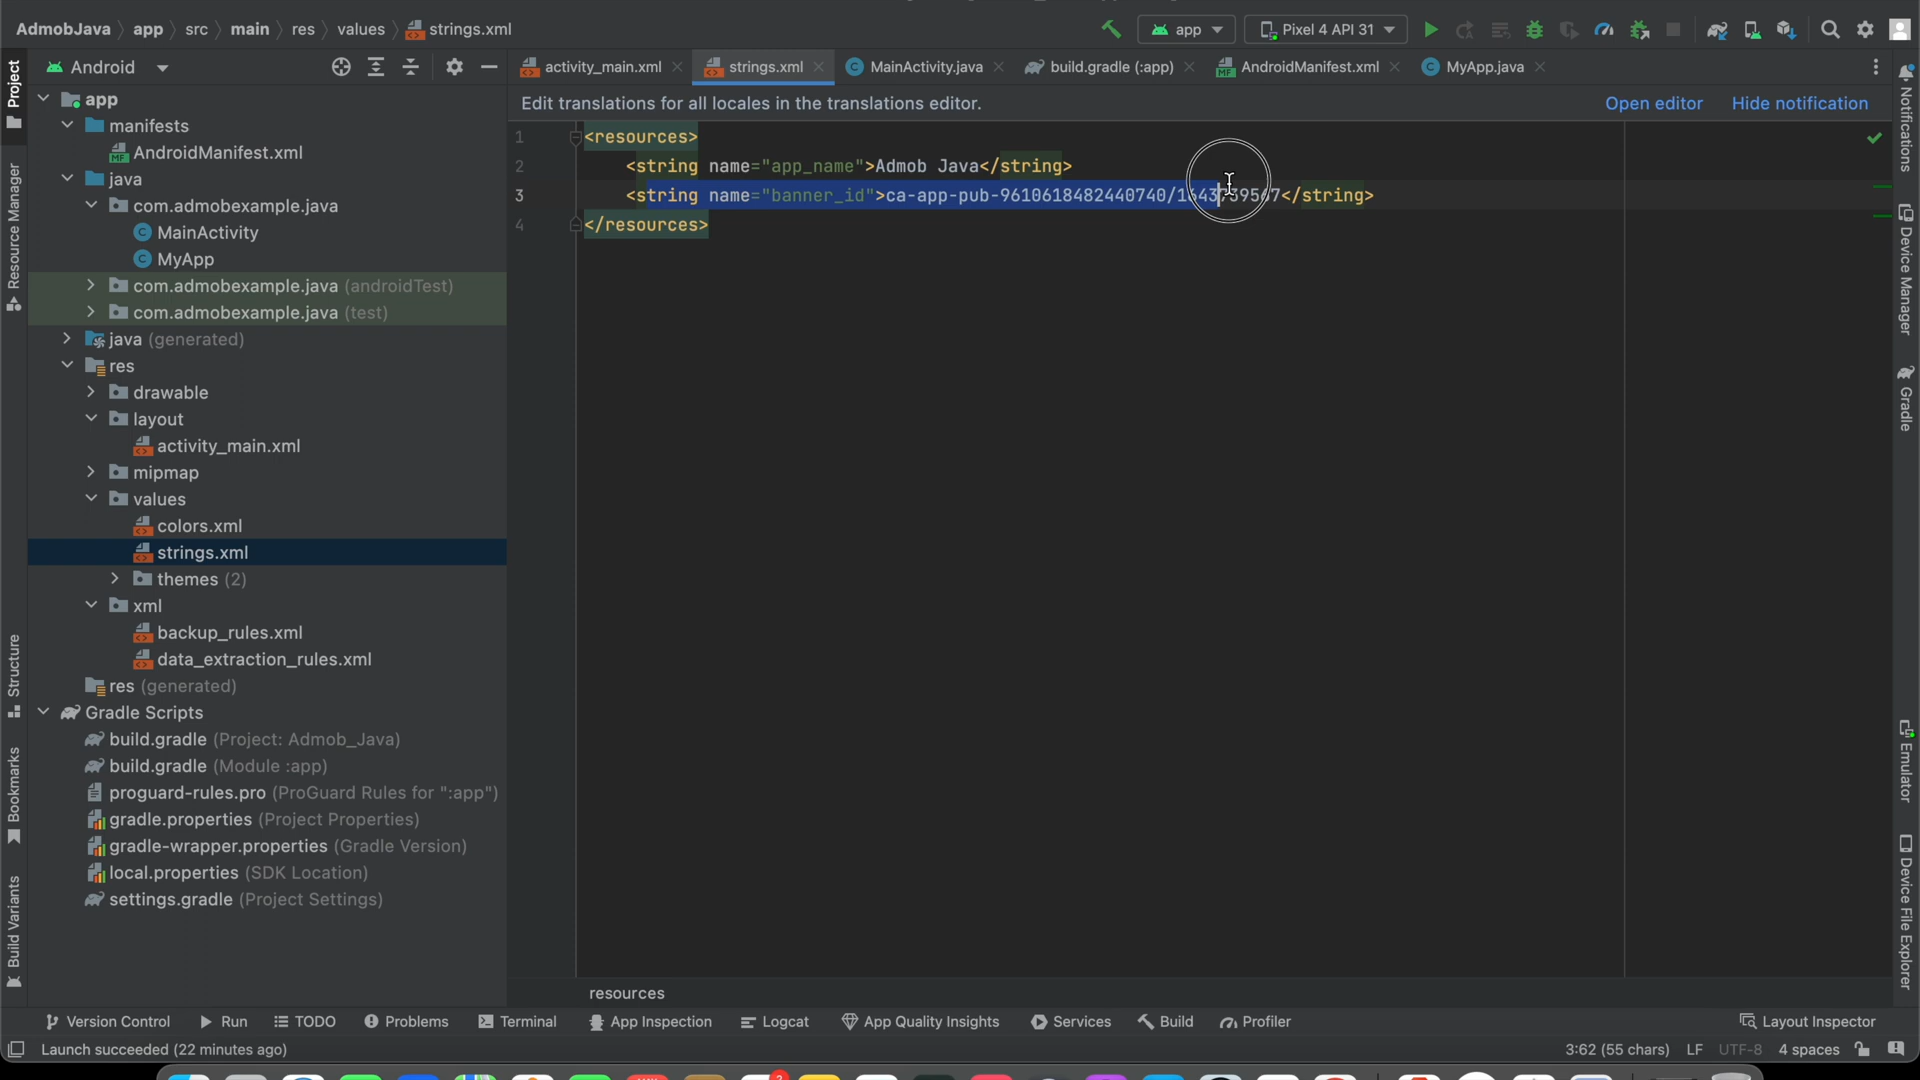 AdmobJava app src main res values strings.xml
app
Pixel 4 API 31
Android
activity_main.xml
strings.xml
MainActivity.java
build.gradle (:app)
AndroidManifest.xml
MyApp.java
Edit translations for all locales in the translations editor.
Open editor
Hide notification
Project
Resource Manager
Structure
Bookmarks
Build Variants
app
manifests
AndroidManifest.xml
java
com.admobexample.java
MainActivity
MyApp
com.admobexample.java (androidTest)
com.admobexample.java (test)
java (generated)
res
drawable
layout
activity_main.xml
mipmap
values
colors.xml
strings.xml
themes (2)
xml
backup_rules.xml
data_extraction_rules.xml
res (generated)
Gradle Scripts
build.gradle (Project: Admob_Java)
build.gradle (Module :app)
proguard-rules.pro (ProGuard Rules for ":app")
gradle.properties (Project Properties)
gradle-wrapper.properties (Gradle Version)
local.properties (SDK Location)
settings.gradle (Project Settings)
1 <resources>
2 <string name="app_name">Admob Java</string>
3 <string name="banner_id">ca-app-pub-9610618482440740/1643739567</string>
4 </resources>
resources
Notifications
Device Manager
Gradle
Emulator
Device File Explorer
Version Control
Run
TODO
Problems
Terminal
App Inspection
Logcat
App Quality Insights
Services
Build
Profiler
Layout Inspector
Launch succeeded (22 minutes ago)
3:62 (55 chars)
LF
UTF-8
4 spaces